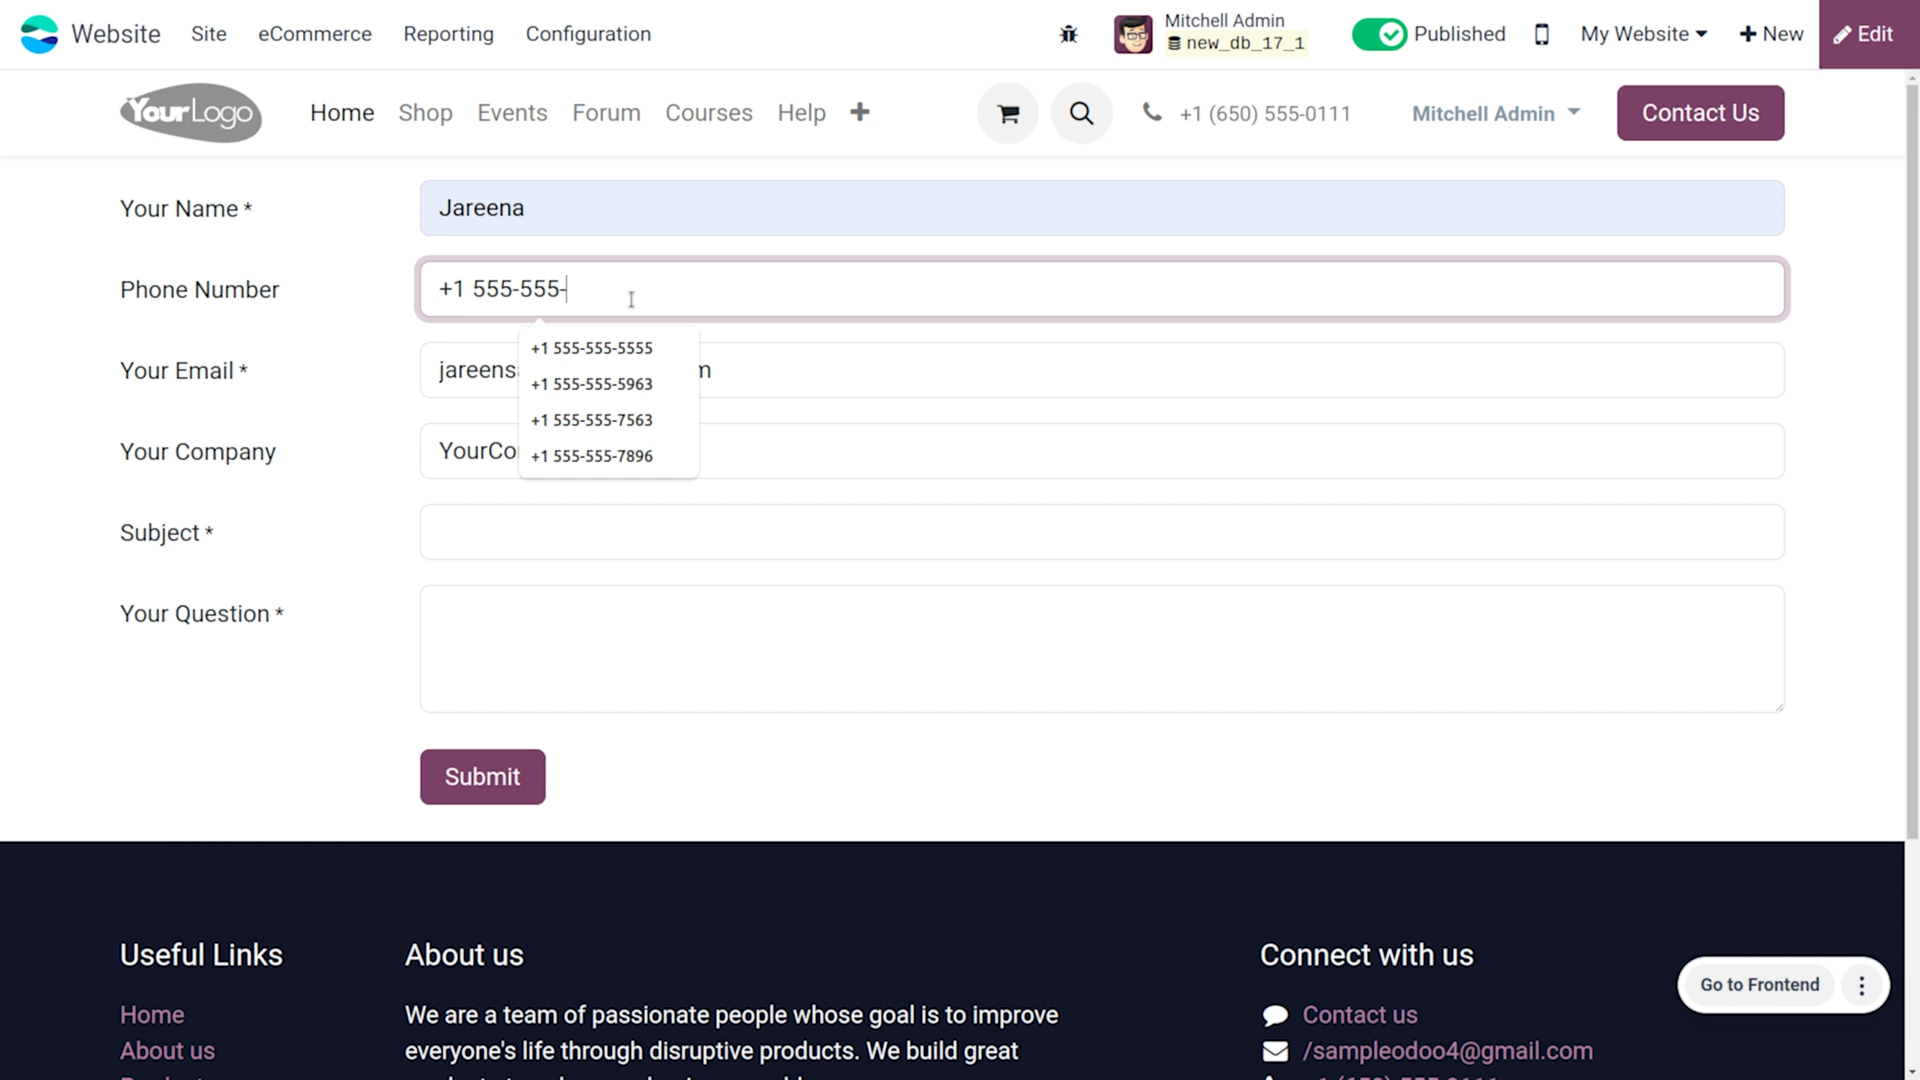 Website Site eCommerce Reporting Configuration Mitchell Admin new_db_17_1 Published My Website + New Edit
YourLogo Home Shop Events Forum Courses Help + +1 (650) 555-0111 Mitchell Admin Contact Us
Your Name * Jareena
Phone Number +1 555-555-
+1 555-555-5555
Your Email * jareens m
+1 555-555-5963
+1 555-555-7563
Your Company YourCo
+1 555-555-7896
Subject *
Your Question *
Submit
Useful Links
Home
About us
About us
We are a team of passionate people whose goal is to improve
everyone's life through disruptive products. We build great
Connect with us
Contact us
/sampleodoo4@gmail.com
Go to Frontend